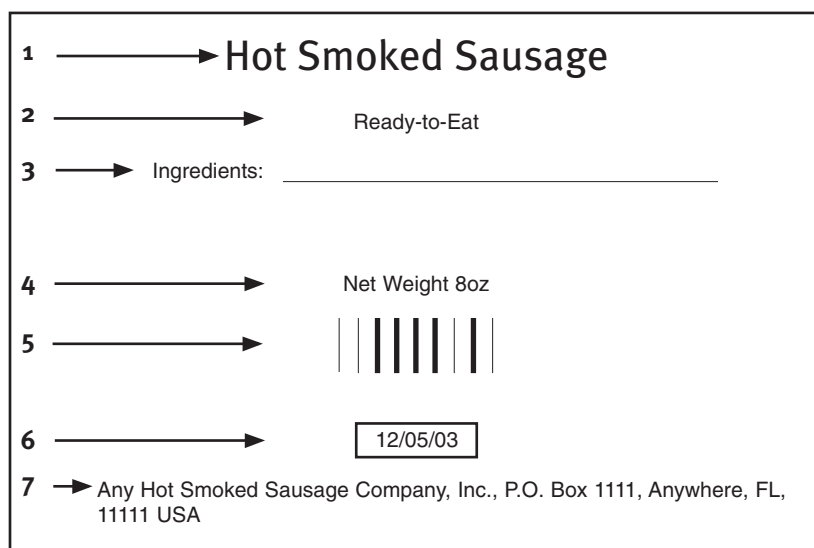 1 Hot Smoked Sausage
2 Ready-to-Eat
3 Ingredients:
4 Net Weight 8oz
5
6 12/05/03
7 Any Hot Smoked Sausage Company, Inc., P.O. Box 1111, Anywhere, FL,
11111 USA